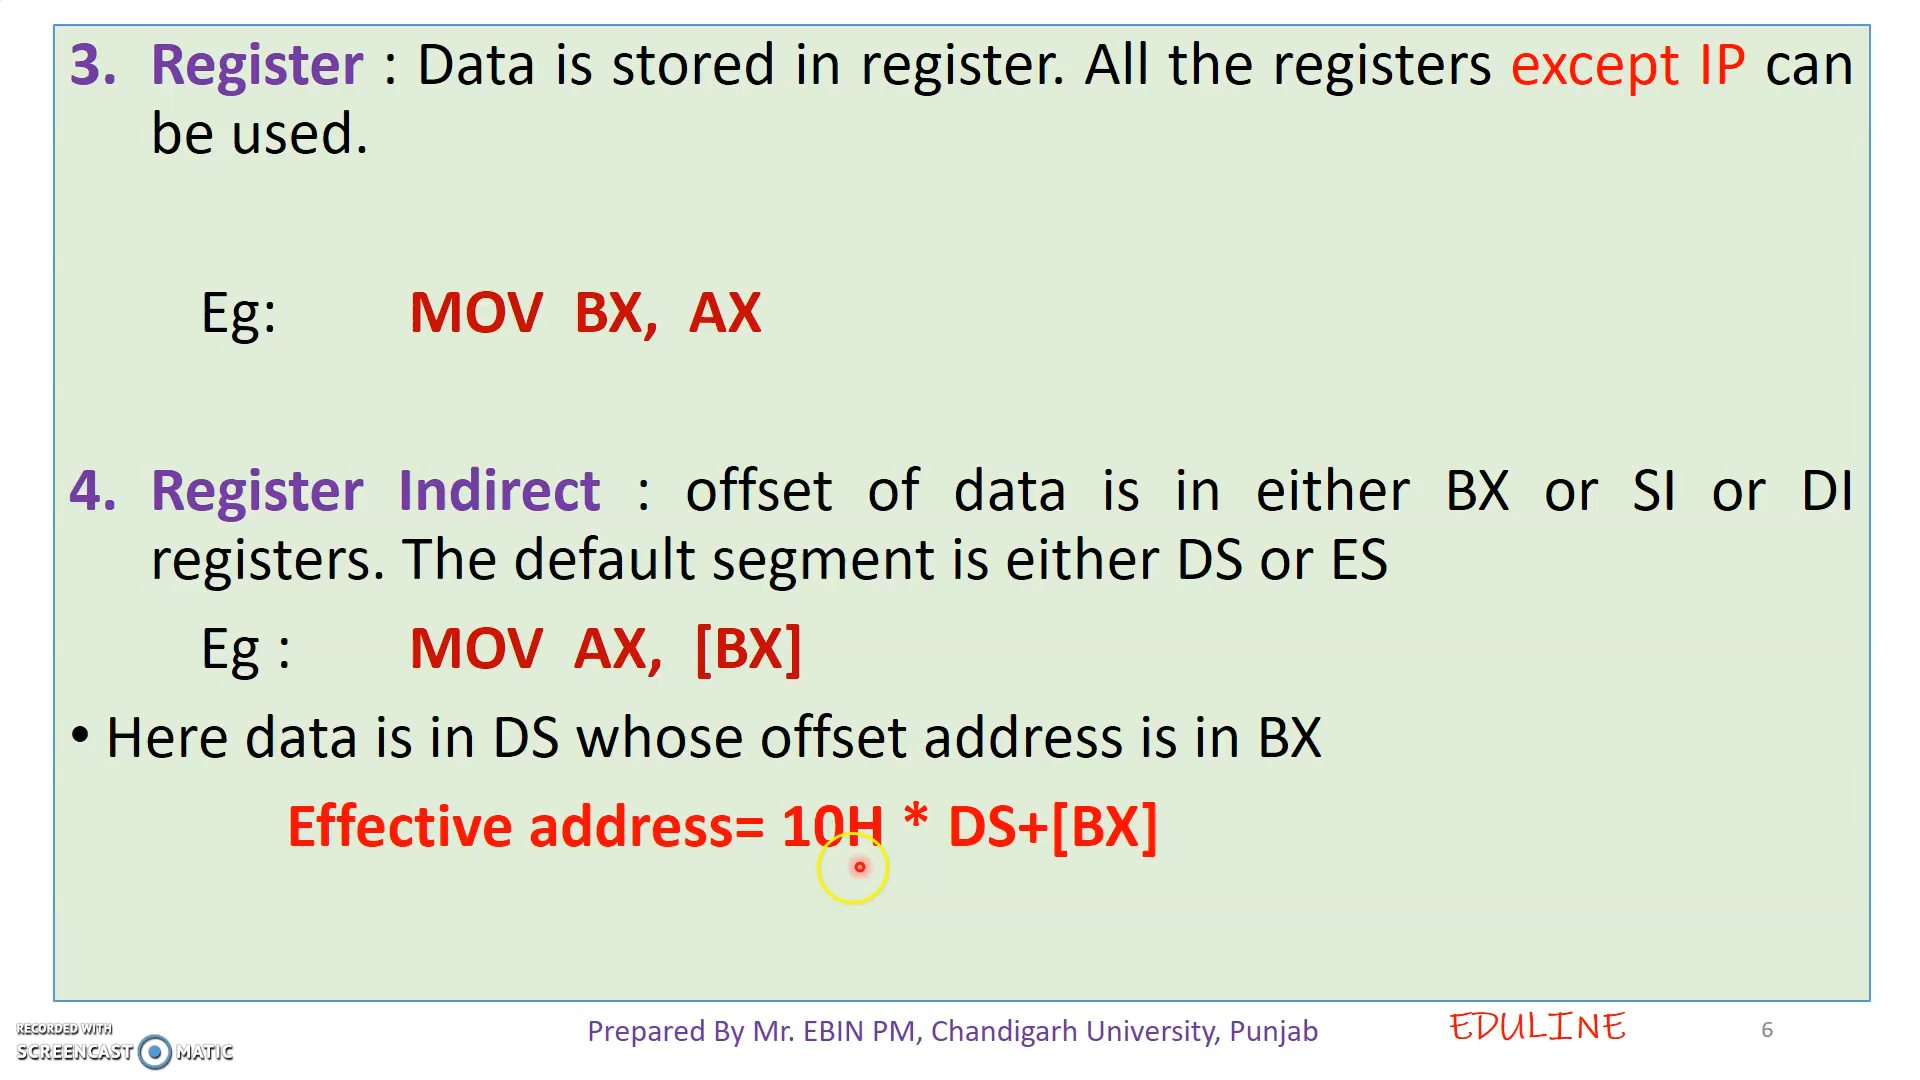 3. Register : Data is stored in register. All the registers except IP can
be used.
Eg: MOV BX, AX
4. Register Indirect : offset of data is in either BX or SI or DI
registers. The default segment is either DS or ES
Eg : MOV AX, [BX]
• Here data is in DS whose offset address is in BX
Effective address= 10H * DS+[BX]
RECORDED WITH
SCREENCAST MATIC
Prepared By Mr. EBIN PM, Chandigarh University, Punjab
EDULINE
6